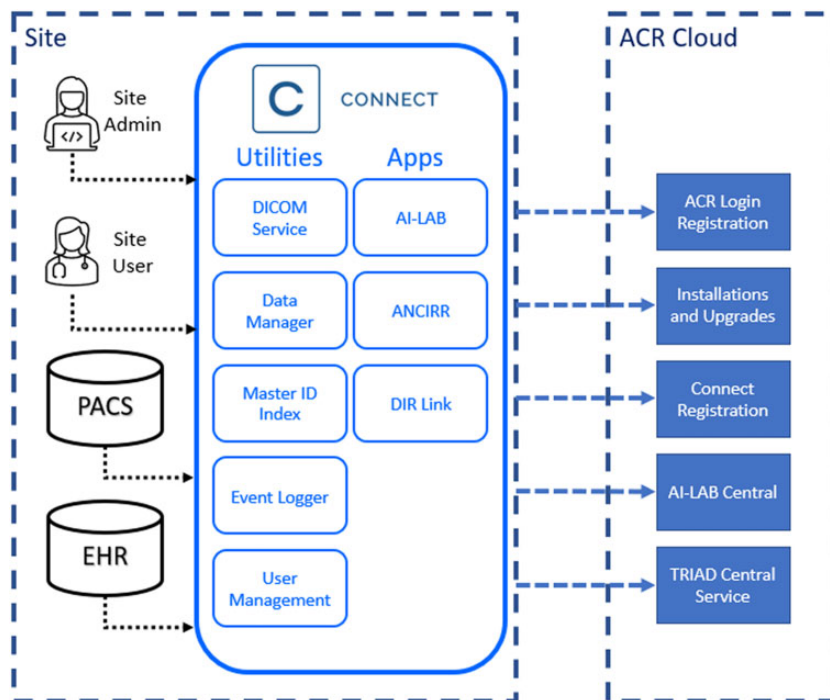 Site
Site
Admin
Site
User
PACS
EHR
C
CONNECT
Utilities
Apps
DICOM
Service
AI-LAB
Data
Manager
ANCIRR
Master ID
Index
DIR Link
Event Logger
User
Management
ACR Cloud
ACR Login
Registration
Installations
and Upgrades
Connect
Registration
AI-LAB Central
TRIAD Central
Service